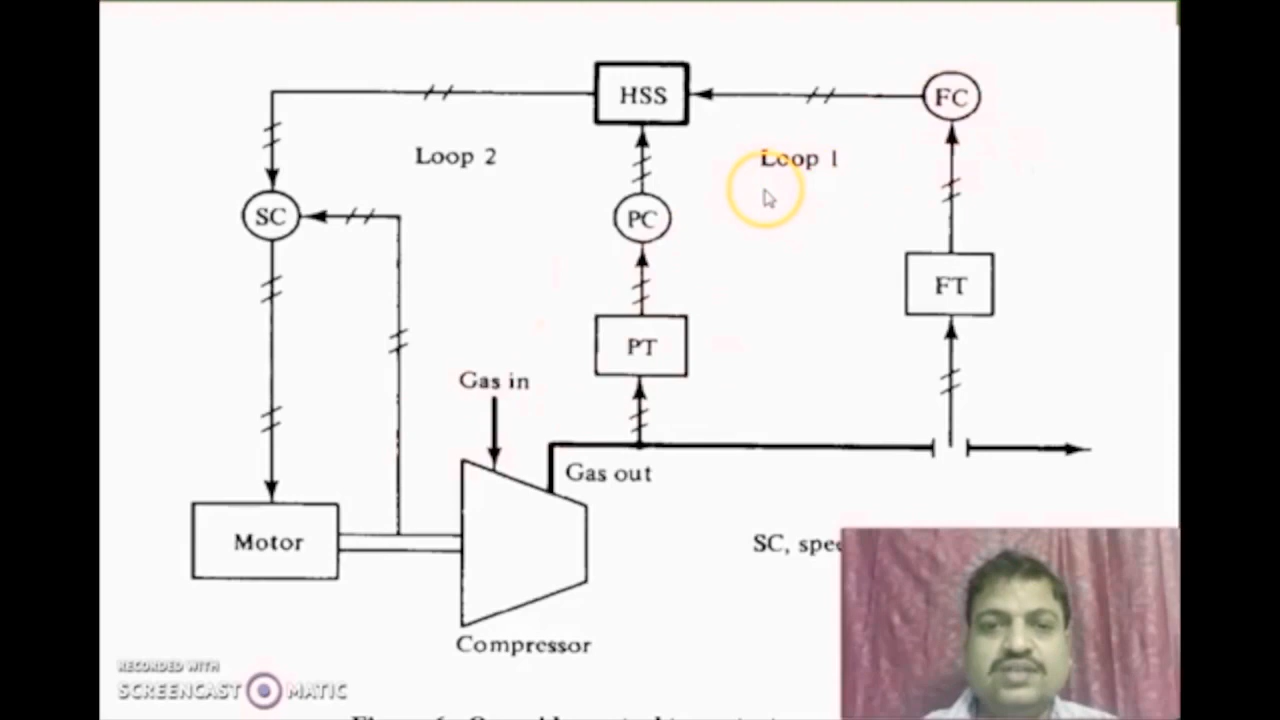 HSS
FC
Loop 2
Loop 1
SC
PC
FT
PT
Gas in
Gas out
Motor
SC,
Compressor
RECORDED WITH
SCREENCAST MATIC